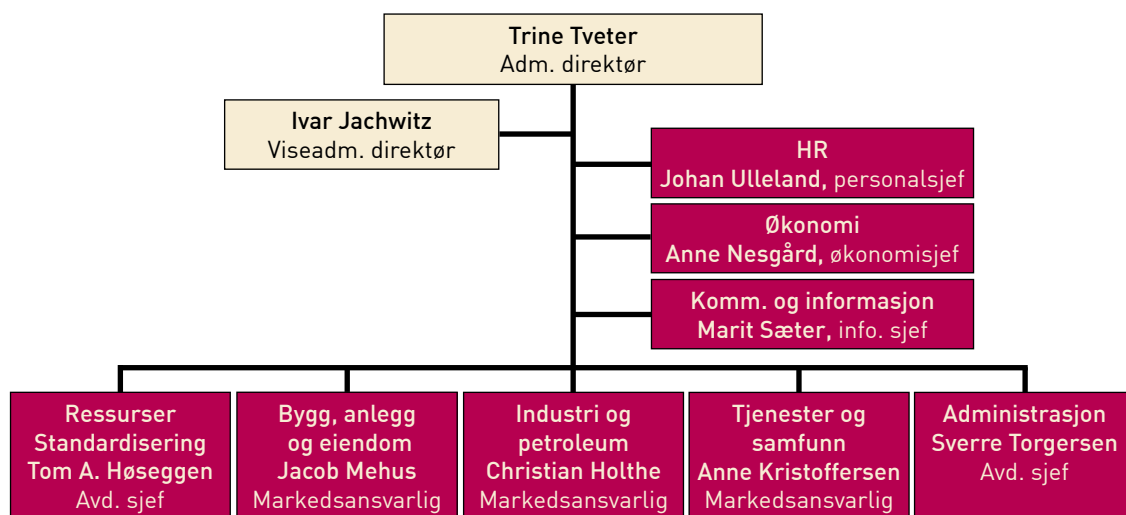 Trine Tveter
Adm. direktør
Ivar Jachwitz
Viseadm. direktør
HR
Johan Ulleland, personalsjef
Økonomi
Anne Nesgård, økonomisjef
Komm. og informasjon
Marit Sæter, info. sjef
Ressurser
Standardisering
Tom A. Høseggen
Avd. sjef
Bygg, anlegg
og eiendom
Jacob Mehus
Markedsansvarlig
Industri og
petroleum
Christian Holthe
Markedsansvarlig
Tjenester og
samfunn
Anne Kristoffersen
Markedsansvarlig
Administrasjon
Sverre Torgersen
Avd. sjef